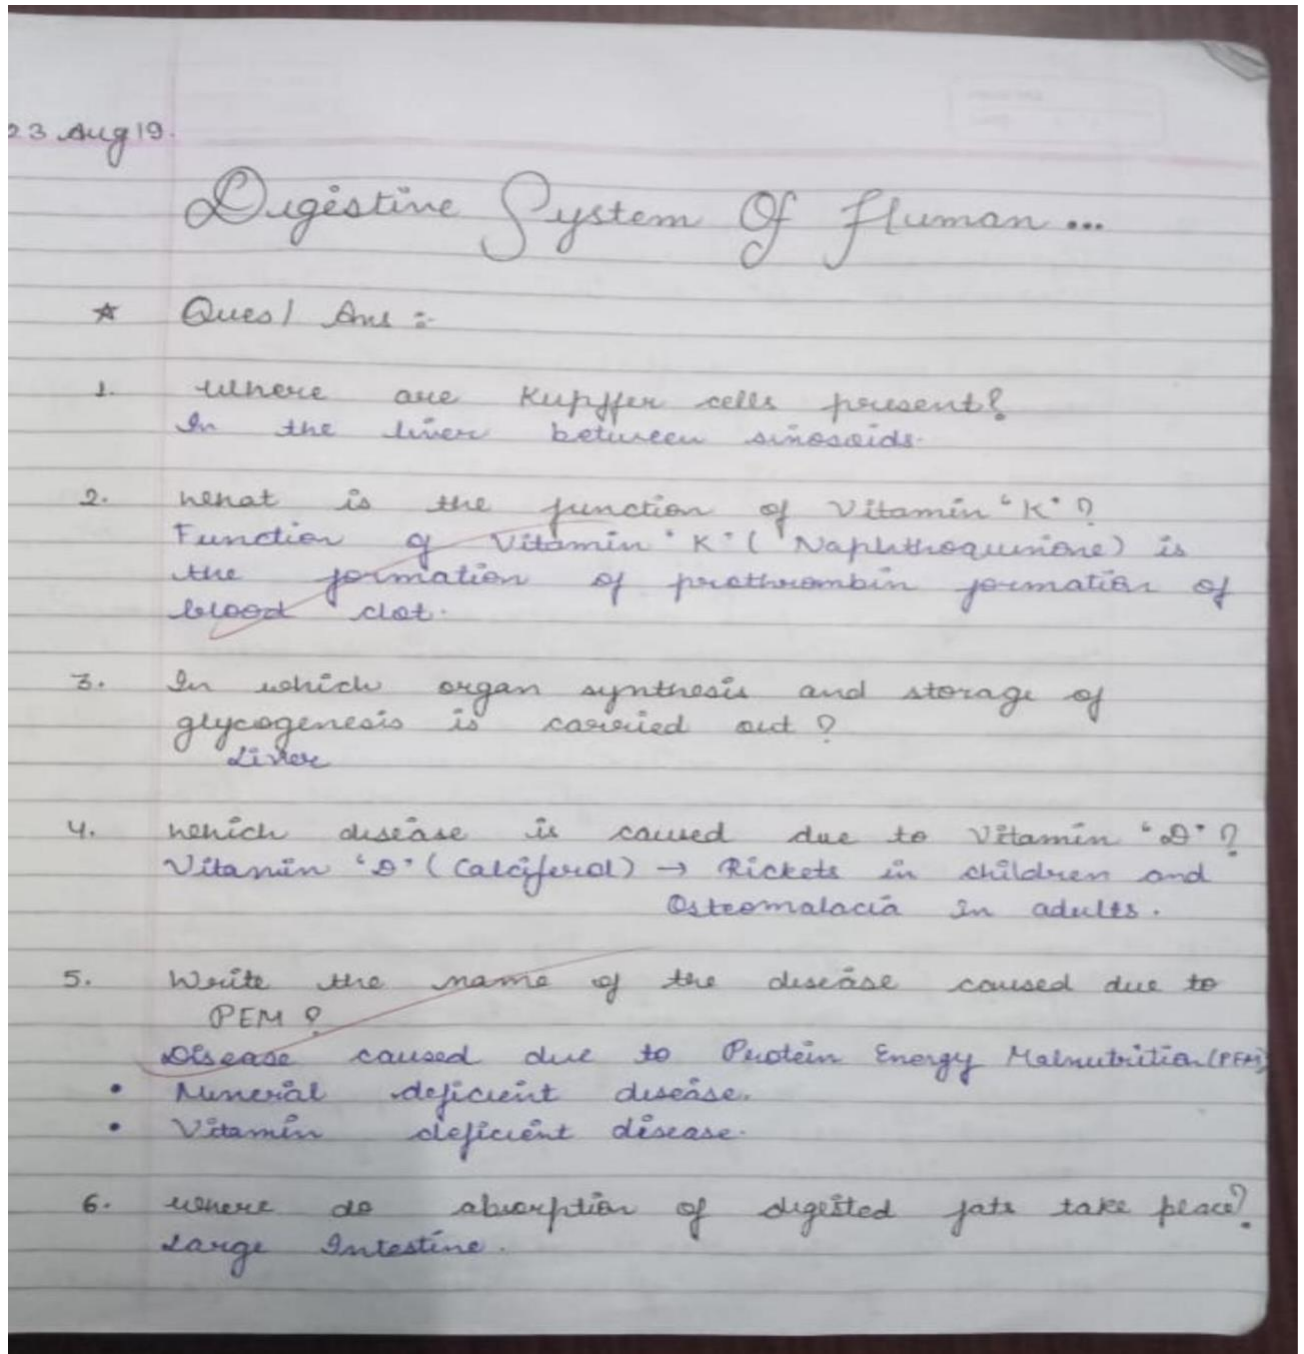 23 Aug 19.
Digestive System Of Human...
☆ Ques/ Ans :-
1. Where are Kupffer cells present?
In the liver between sinosoids.
2. What is the function of Vitamin "K"?
Function of Vitamin "K" (Naphthoquinone) is
the formation of prothrombin formation of
blood clot.
3. In which organ synthesis and storage of
glycogenesis is carried out?
Liver
4. Which disease is caused due to Vitamin "D"?
Vitamin "D" (Calciferol) → Rickets in children and
Osteomalacia in adults.
5. Write the name of the disease caused due to
PEM?
Disease caused due to Protein Energy Malnutrition (PEM)
• Mineral deficient disease.
• Vitamin deficient disease.
6. Where do absorption of digested fats take place?
Large Intestine.